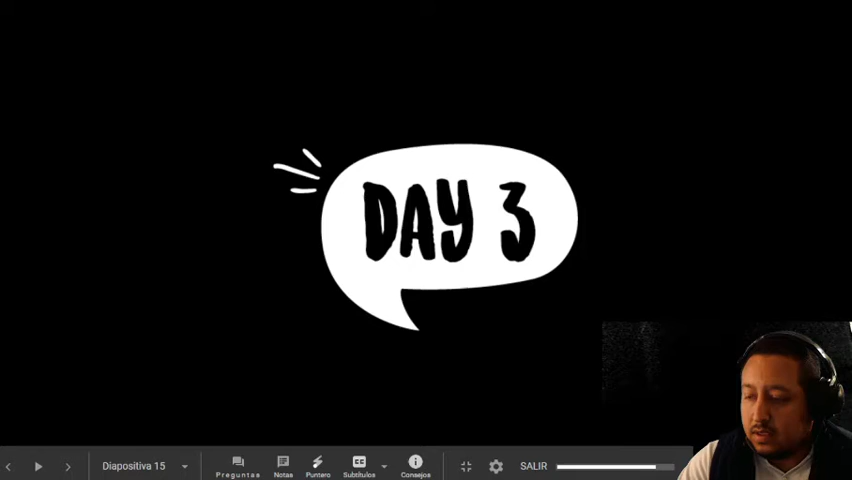 DAY 3
Diapositiva 15
Preguntas
Notas
Puntero
Subtítulos
Consejos
SALIR